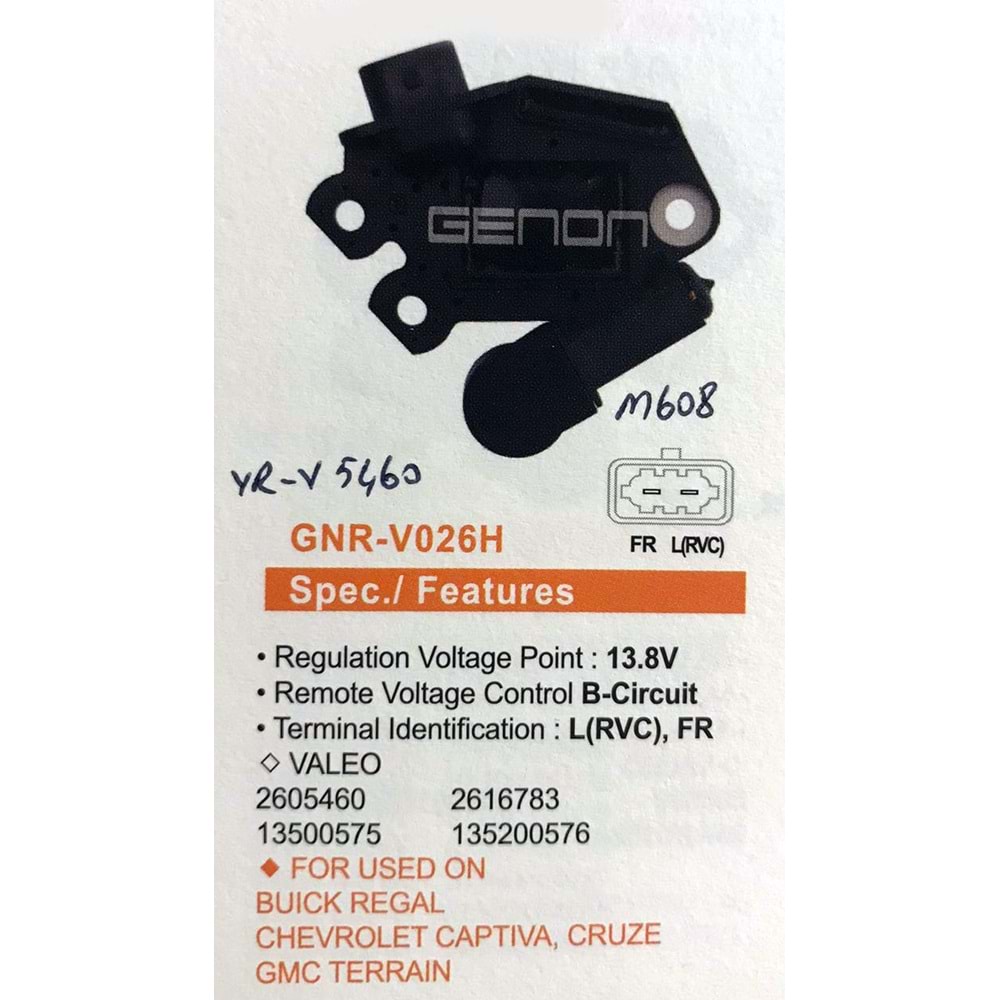 GENON
M608
YR-V 5460
FR L(RVC)
GNR-V026H
Spec./ Features
• Regulation Voltage Point : 13.8V
• Remote Voltage Control B-Circuit
• Terminal Identification : L(RVC), FR
◇ VALEO
2605460 2616783
13500575 135200576
◆ FOR USED ON
BUICK REGAL
CHEVROLET CAPTIVA, CRUZE
GMC TERRAIN